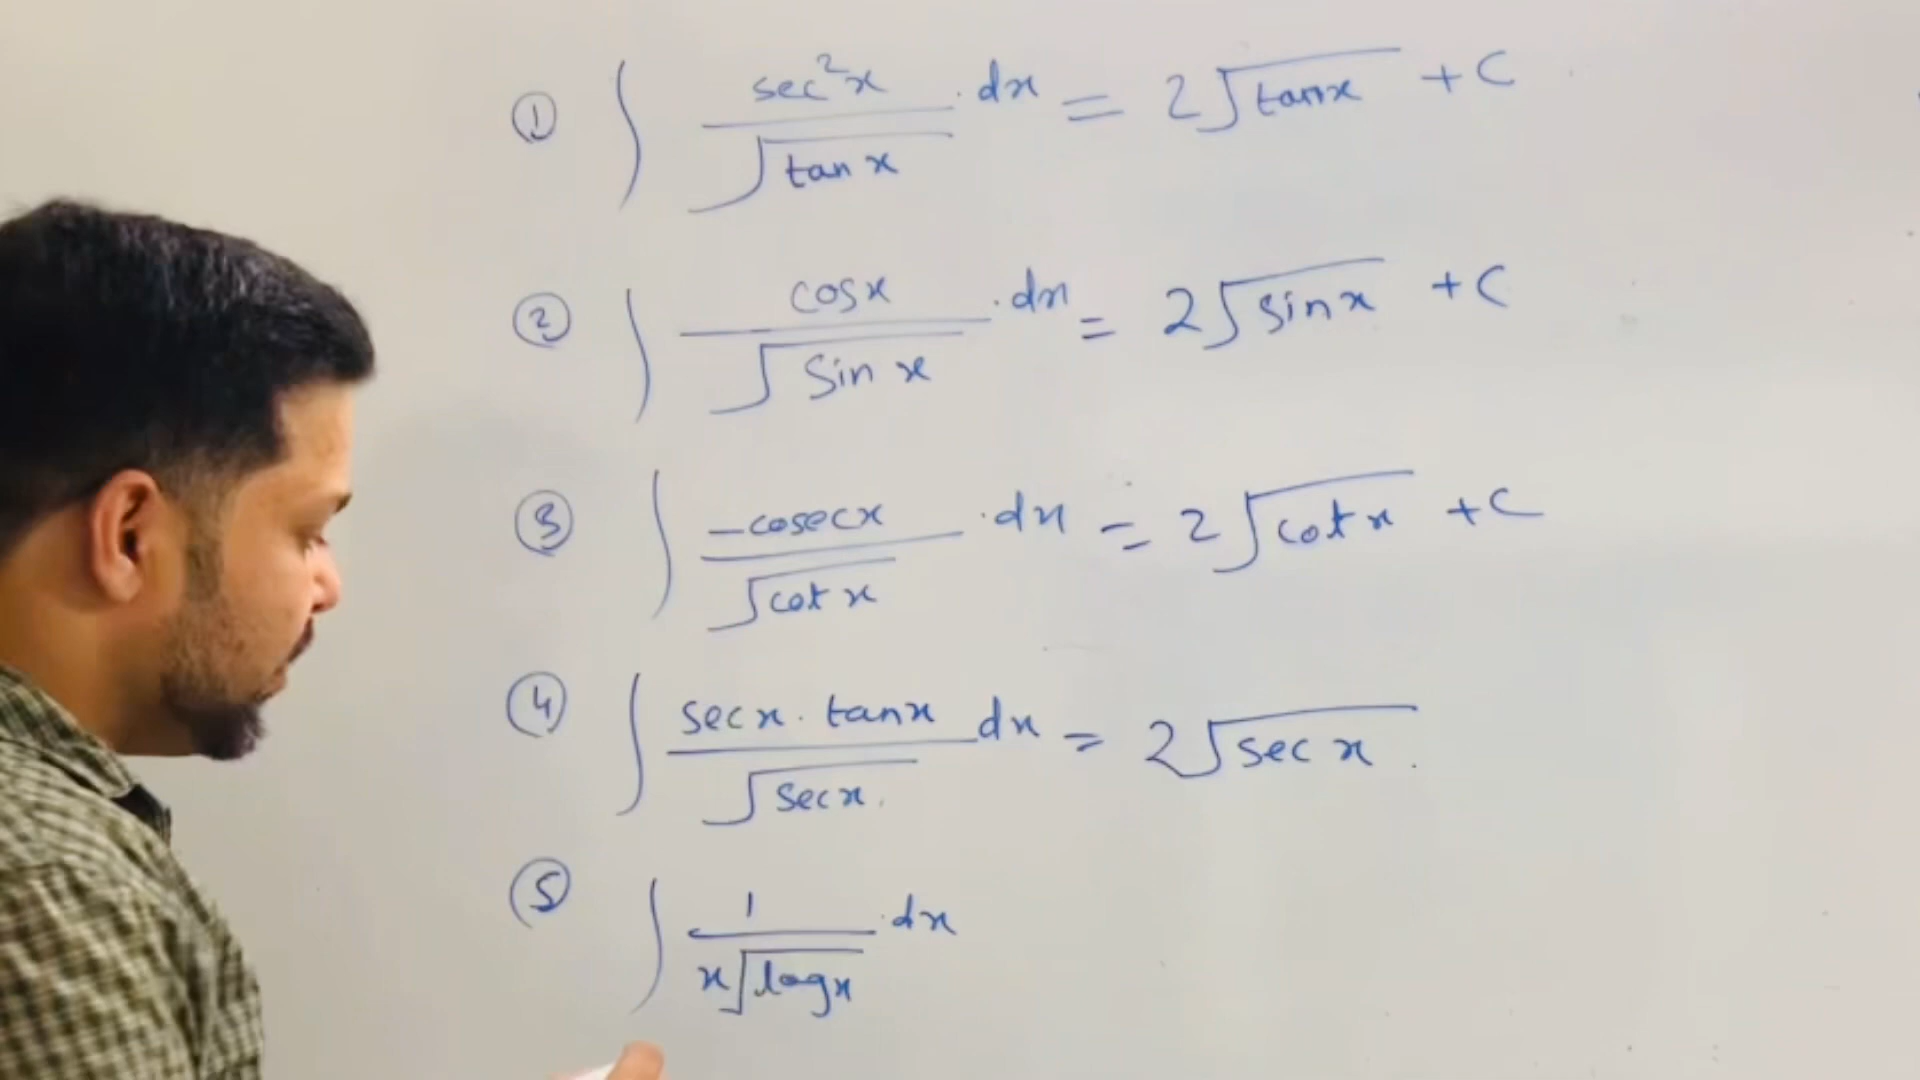 ① ∫ sec²x / √tan x . dx = 2√tanx + C
② ∫ cosx / √Sin x . dx = 2√sinx + C
③ ∫ -cosecx / √cot x . dx = 2√cotx + C
④ ∫ secx . tanx / √secx . dx = 2√sec x .
⑤ ∫ 1 / x√logx . dx